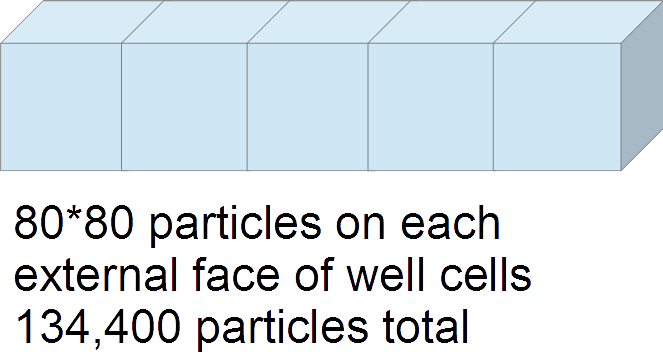 80*80 particles on each
external face of well cells
134,400 particles total